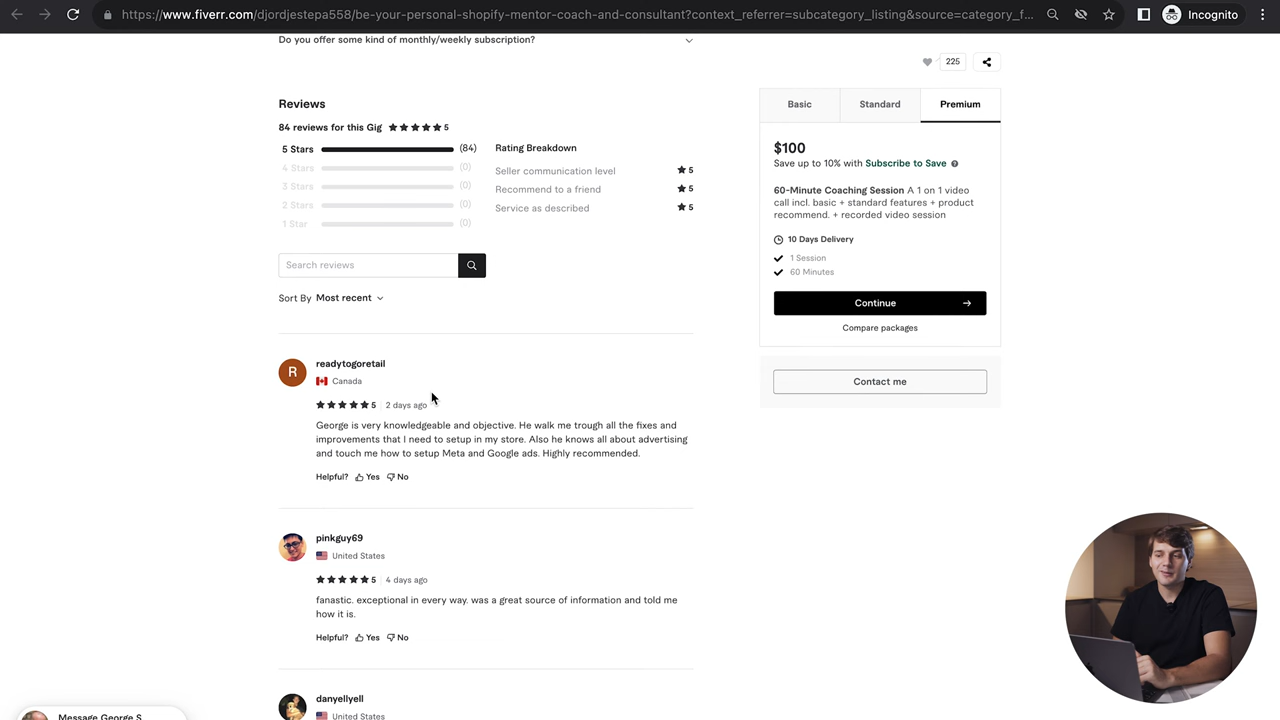 https://www.fiverr.com/djordjestepa558/be-your-personal-shopify-mentor-coach-and-consultant?context_referrer=subcategory_listing&source=category_f...
Incognito
Do you offer some kind of monthly/weekly subscription?
225
Reviews
84 reviews for this Gig 5
5 Stars (84)
4 Stars (0)
3 Stars (0)
2 Stars (0)
1 Star (0)
Rating Breakdown
Seller communication level 5
Recommend to a friend 5
Service as described 5
Search reviews
Sort By Most recent
R
readytogoretail
Canada
5 | 2 days ago
George is very knowledgeable and objective. He walk me trough all the fixes and
improvements that I need to setup in my store. Also he knows all about advertising
and touch me how to setup Meta and Google ads. Highly recommended.
Helpful? Yes No
pinkguy69
United States
5 | 4 days ago
fanastic. exceptional in every way. was a great source of information and told me
how it is.
Helpful? Yes No
danyellyell
United States
Message George S
Basic Standard Premium
$100
Save up to 10% with Subscribe to Save
60-Minute Coaching Session A 1 on 1 video
call incl. basic + standard features + product
recommend. + recorded video session
10 Days Delivery
1 Session
60 Minutes
Continue
Compare packages
Contact me